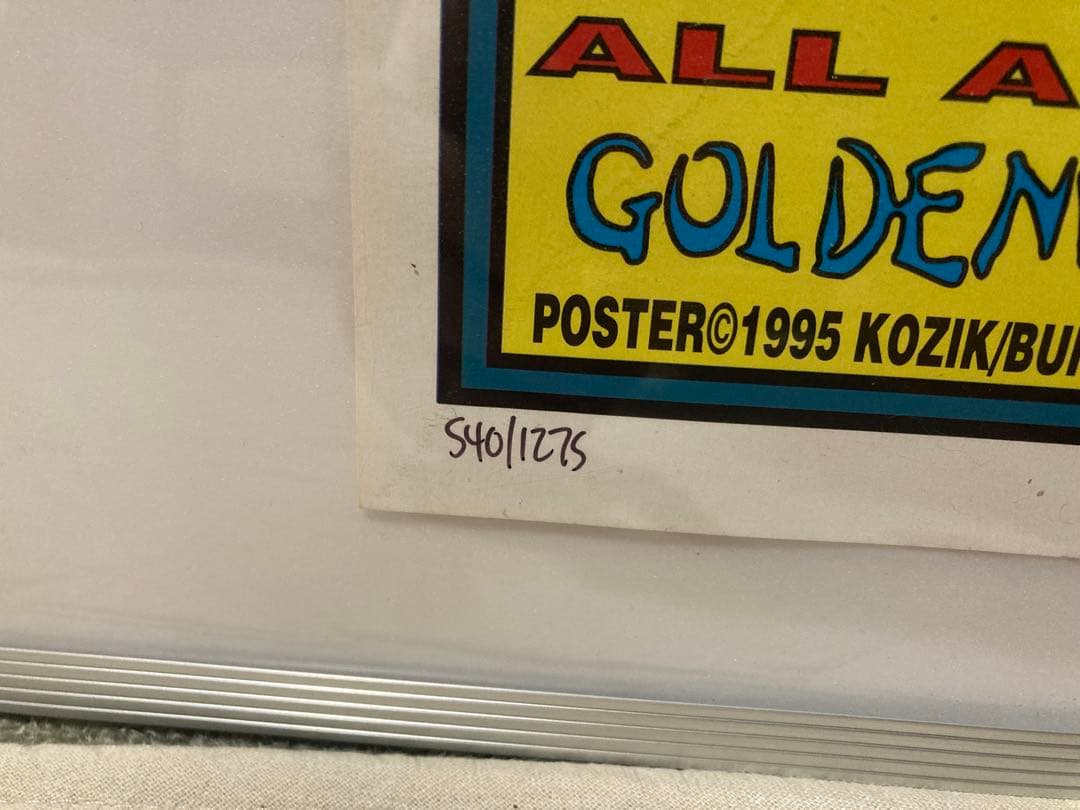 ALL A
GOLDEN
POSTER©1995 KOZIK/BU
540/1275